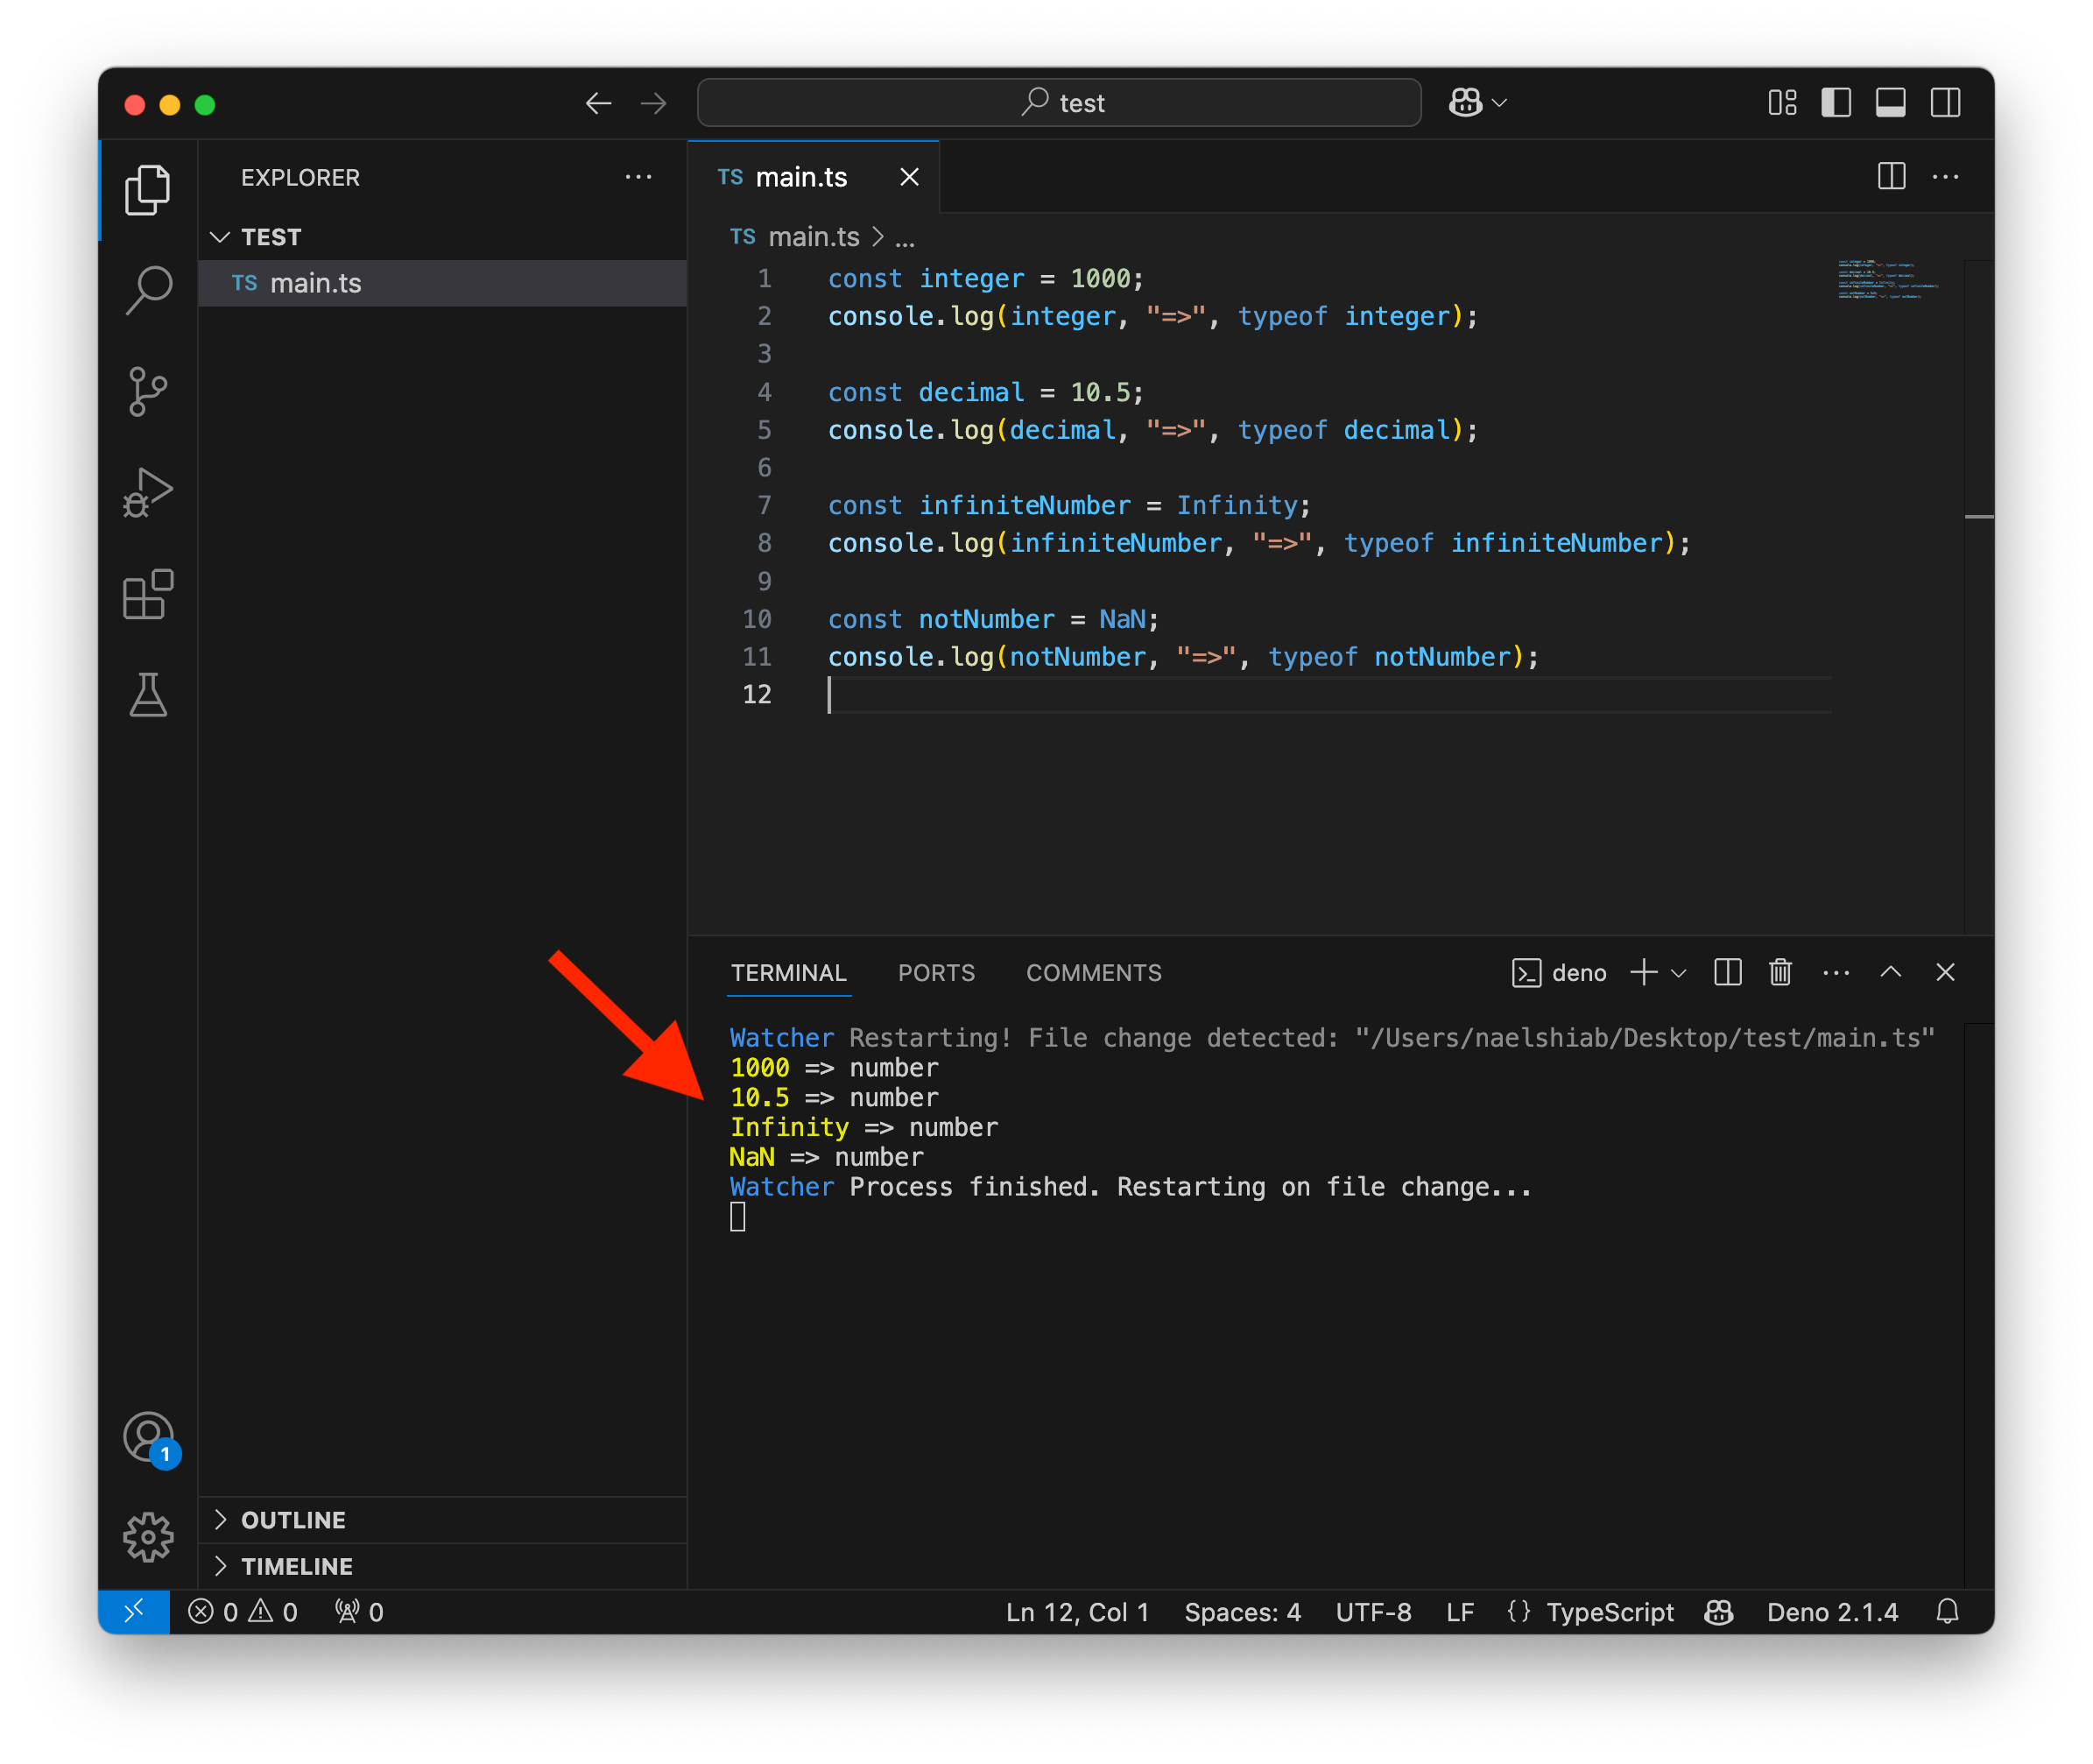 test
EXPLORER
TEST
TS main.ts
TS main.ts
TS main.ts > ...
1 const integer = 1000;
2 console.log(integer, "=>", typeof integer);
3
4 const decimal = 10.5;
5 console.log(decimal, "=>", typeof decimal);
6
7 const infiniteNumber = Infinity;
8 console.log(infiniteNumber, "=>", typeof infiniteNumber);
9
10 const notNumber = NaN;
11 console.log(notNumber, "=>", typeof notNumber);
12
TERMINAL PORTS COMMENTS deno
Watcher Restarting! File change detected: "/Users/naelshiab/Desktop/test/main.ts"
1000 => number
10.5 => number
Infinity => number
NaN => number
Watcher Process finished. Restarting on file change...
1
OUTLINE
TIMELINE
0 0 0 Ln 12, Col 1 Spaces: 4 UTF-8 LF {} TypeScript Deno 2.1.4